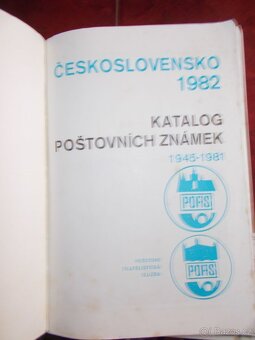 ČESKOSLOVENSKO
1982
KATALOG
POŠTOVNÍCH ZNÁMEK
1945-1981
POFIS
POFIS